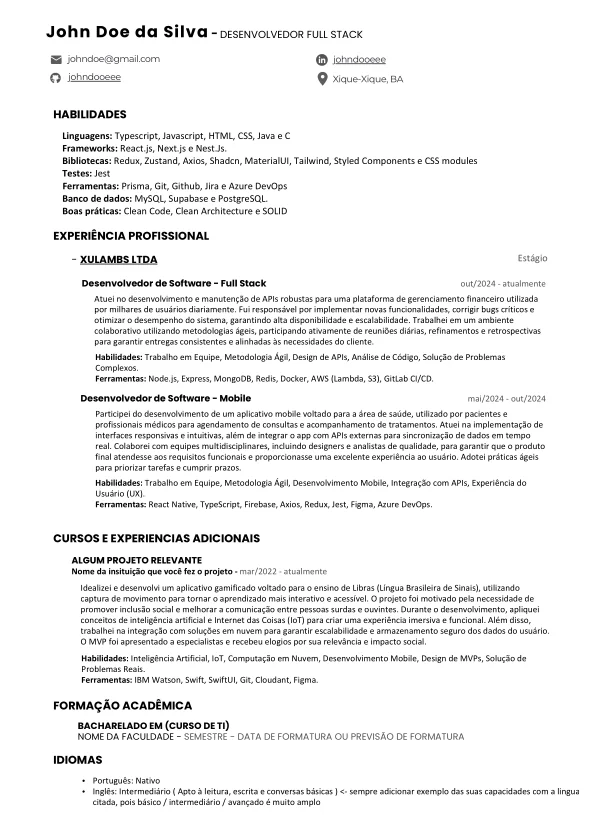 John Doe da Silva - DESENVOLVEDOR FULL STACK
johndoe@gmail.com
johndooeee
johndooeee
Xique-Xique, BA
HABILIDADES
Linguagens: Typescript, Javascript, HTML, CSS, Java e C
Frameworks: React.js, Next.js e Nest.Js.
Bibliotecas: Redux, Zustand, Axios, Shadcn, MaterialUI, Tailwind, Styled Components e CSS modules
Testes: Jest
Ferramentas: Prisma, Git, Github, Jira e Azure DevOps
Banco de dados: MySQL, Supabase e PostgreSQL.
Boas práticas: Clean Code, Clean Architecture e SOLID
EXPERIÊNCIA PROFISSIONAL
- XULAMBS LTDA Estágio
Desenvolvedor de Software - Full Stack out/2024 - atualmente
Atuei no desenvolvimento e manutenção de APIs robustas para uma plataforma de gerenciamento financeiro utilizada
por milhares de usuários diariamente. Fui responsável por implementar novas funcionalidades, corrigir bugs críticos e
otimizar o desempenho do sistema, garantindo alta disponibilidade e escalabilidade. Trabalhei em um ambiente
colaborativo utilizando metodologias ágeis, participando ativamente de reuniões diárias, refinamentos e retrospectivas
para garantir entregas consistentes e alinhadas às necessidades do cliente.
Habilidades: Trabalho em Equipe, Metodologia Ágil, Design de APIs, Análise de Código, Solução de Problemas
Complexos.
Ferramentas: Node.js, Express, MongoDB, Redis, Docker, AWS (Lambda, S3), GitLab CI/CD.
Desenvolvedor de Software - Mobile mai/2024 - out/2024
Participei do desenvolvimento de um aplicativo mobile voltado para a área de saúde, utilizado por pacientes e
profissionais médicos para agendamento de consultas e acompanhamento de tratamentos. Atuei na implementação de
interfaces responsivas e intuitivas, além de integrar o app com APIs externas para sincronização de dados em tempo
real. Colaborei com equipes multidisciplinares, incluindo designers e analistas de qualidade, para garantir que o produto
final atendesse aos requisitos funcionais e proporcionasse uma excelente experiência ao usuário. Adotei práticas ágeis
para priorizar tarefas e cumprir prazos.
Habilidades: Trabalho em Equipe, Metodologia Ágil, Desenvolvimento Mobile, Integração com APIs, Experiência do
Usuário (UX).
Ferramentas: React Native, TypeScript, Firebase, Axios, Redux, Jest, Figma, Azure DevOps.
CURSOS E EXPERIENCIAS ADICIONAIS
ALGUM PROJETO RELEVANTE
Nome da insituição que você fez o projeto - mar/2022 - atualmente
Idealizei e desenvolvi um aplicativo gamificado voltado para o ensino de Libras (Língua Brasileira de Sinais), utilizando
captura de movimento para tornar o aprendizado mais interativo e acessível. O projeto foi motivado pela necessidade de
promover inclusão social e melhorar a comunicação entre pessoas surdas e ouvintes. Durante o desenvolvimento, apliquei
conceitos de inteligência artificial e Internet das Coisas (IoT) para criar uma experiência imersiva e funcional. Além disso,
trabalhei na integração com soluções em nuvem para garantir escalabilidade e armazenamento seguro dos dados do usuário.
O MVP foi apresentado a especialistas e recebeu elogios por sua relevância e impacto social.
Habilidades: Inteligência Artificial, IoT, Computação em Nuvem, Desenvolvimento Mobile, Design de MVPs, Solução de
Problemas Reais.
Ferramentas: IBM Watson, Swift, SwiftUI, Git, Cloudant, Figma.
FORMAÇÃO ACADÊMICA
BACHARELADO EM (CURSO DE TI)
NOME DA FACULDADE - SEMESTRE - DATA DE FORMATURA OU PREVISÃO DE FORMATURA
IDIOMAS
• Português: Nativo
• Inglês: Intermediário ( Apto à leitura, escrita e conversas básicas ) <- sempre adicionar exemplo das suas capacidades com a lingua
citada, pois básico / intermediário / avançado é muito amplo